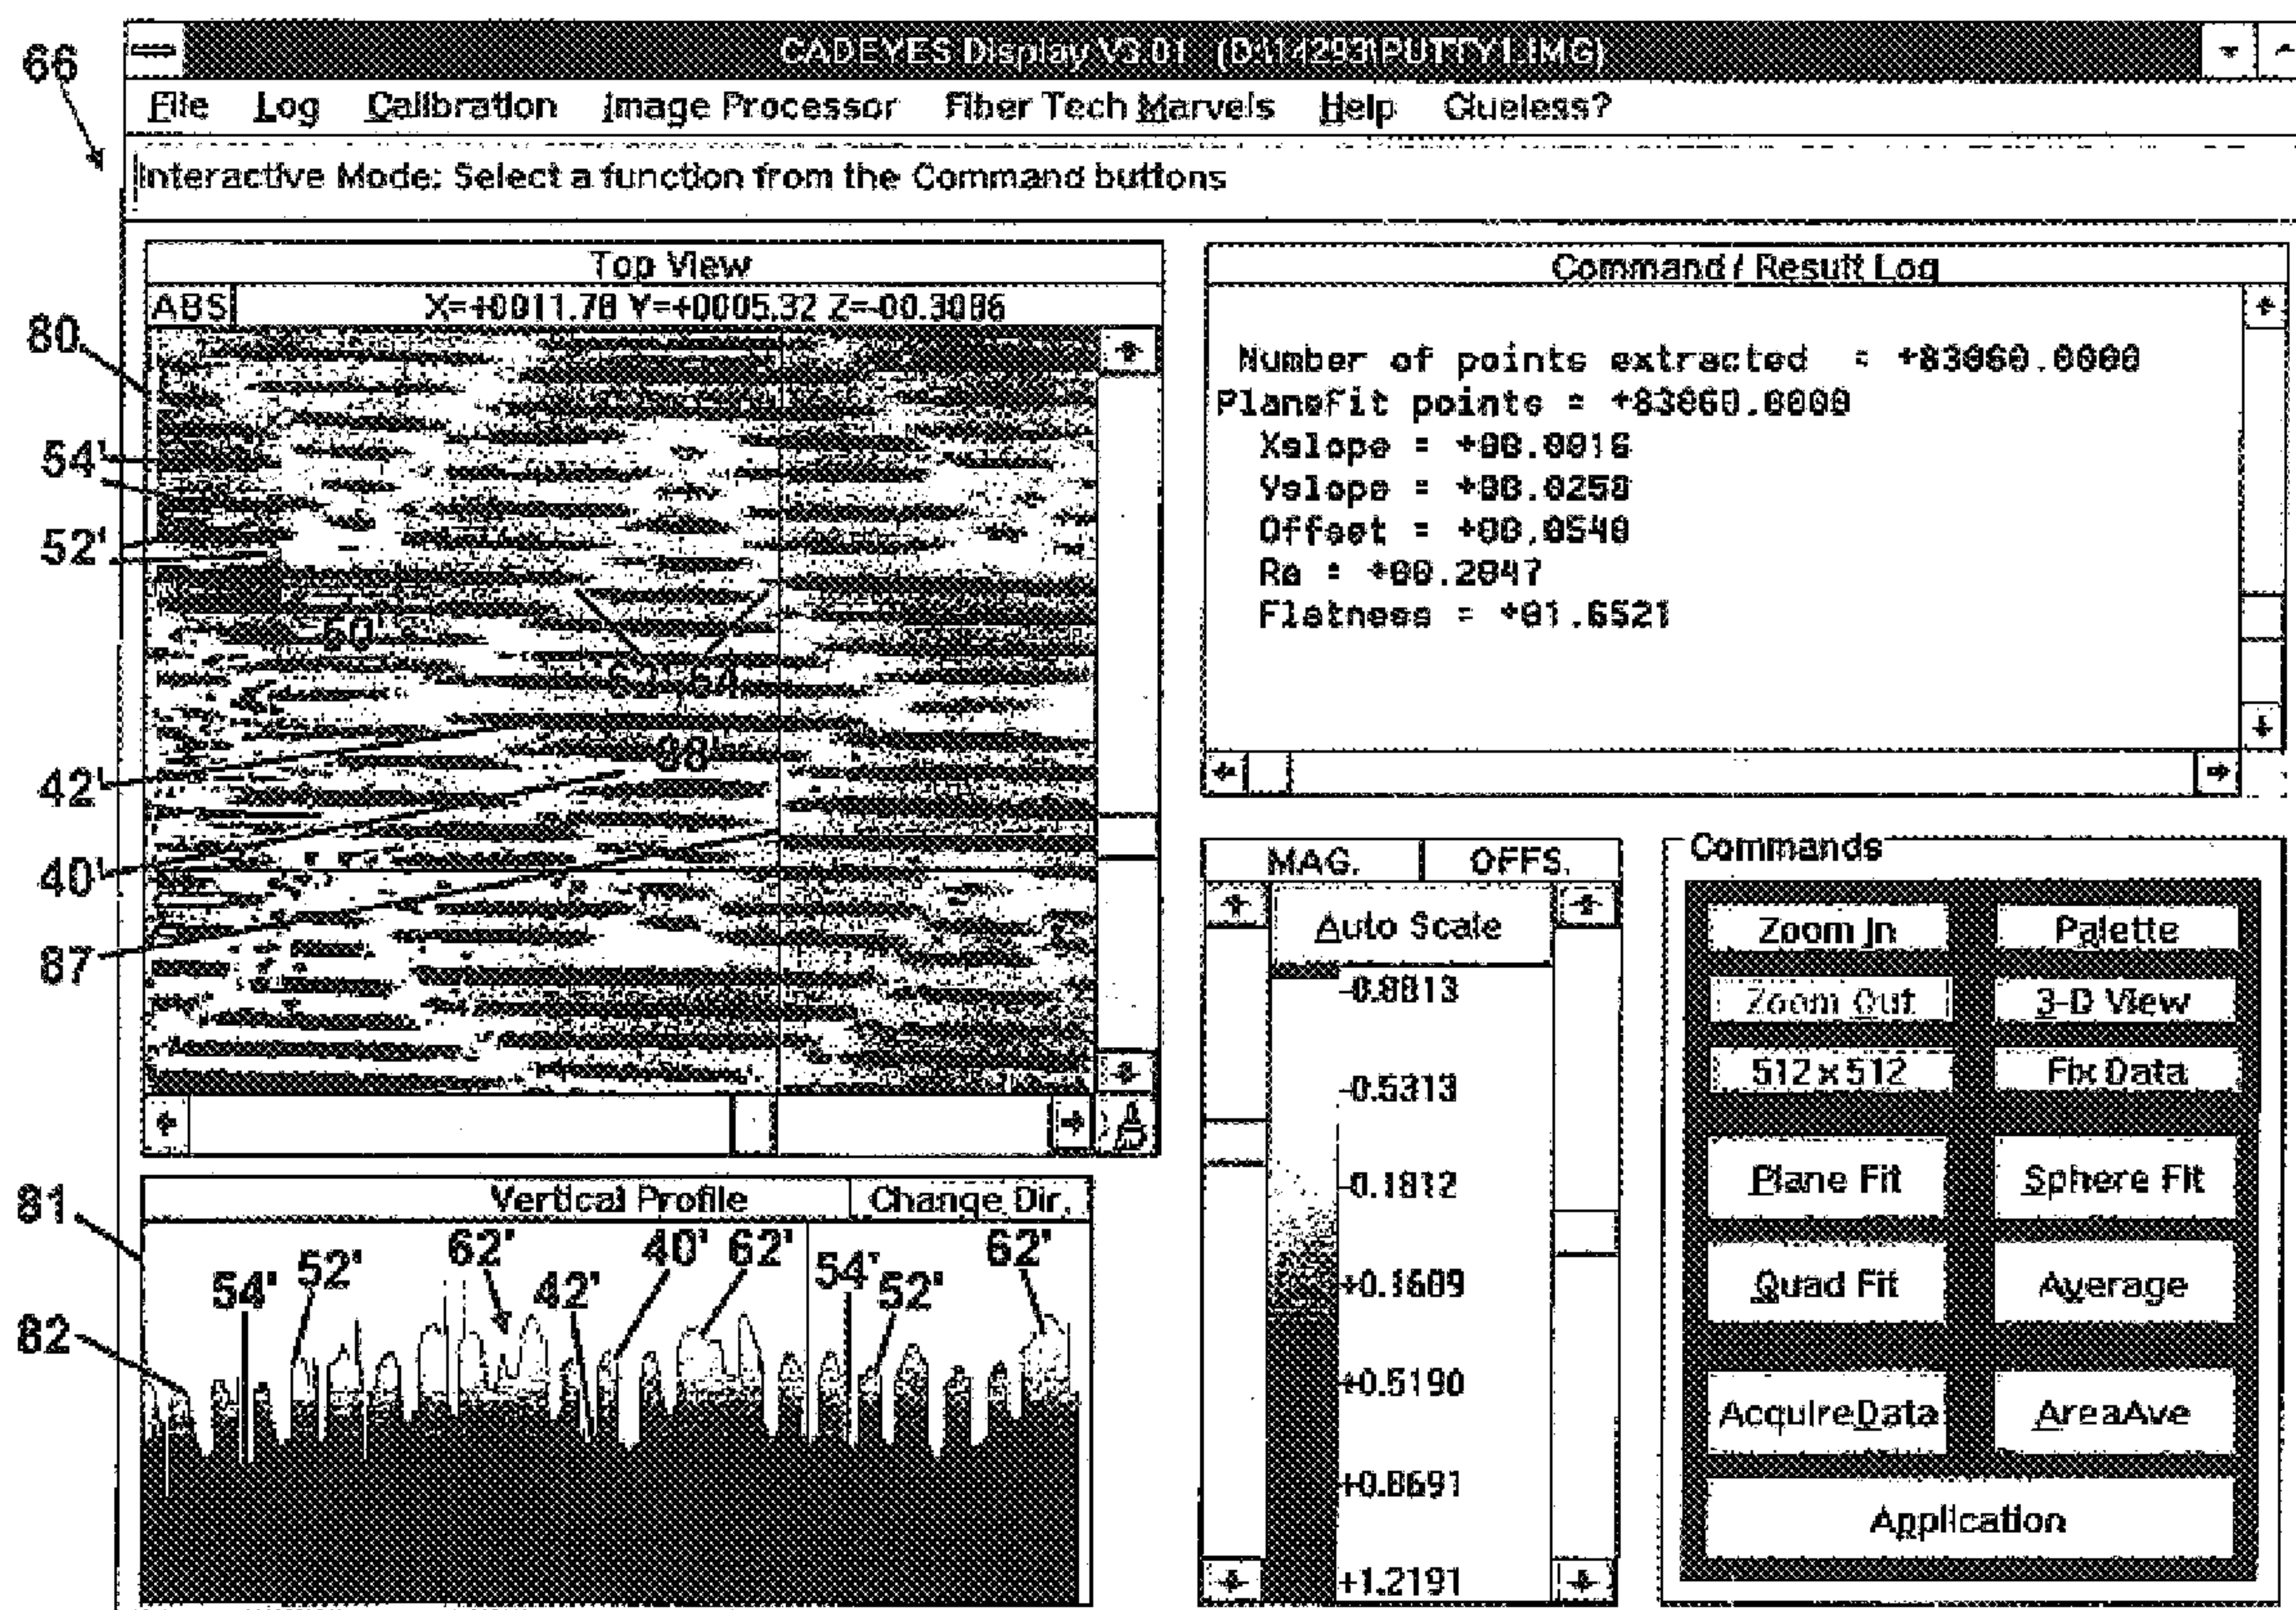 66
CADEYES Display V3.01 (D:\14293\PUTTY1.IMG)
File Log Calibration Image Processor Fiber Tech Marvels Help Clueless?
Interactive Mode: Select a function from the Command buttons
Top View
ABS X=+0011.78 Y=+0005.32 Z=-00.3086
80
54'
52'
60'
62' 64'
98'
42'
40'
87
Command / Result Log
Number of points extracted = +83060.0000
PlaneFit points = +83060.0000
Xslope = +00.0016
Yslope = +00.0250
Offset = +00.0540
Ra = +00.2047
Flatness = +01.6521
MAG. OFFS.
Auto Scale
-0.8813
-0.5313
-0.1812
+0.1689
+0.5190
+0.8691
+1.2191
Commands
Zoom In Palette
Zoom Out 3-D View
512 x 512 Fix Data
Plane Fit Sphere Fit
Quad Fit Average
AcquireData AreaAve
Application
81
Vertical Profile Change Dir.
62' 40' 62' 62'
54' 52' 42' 54' 52'
82